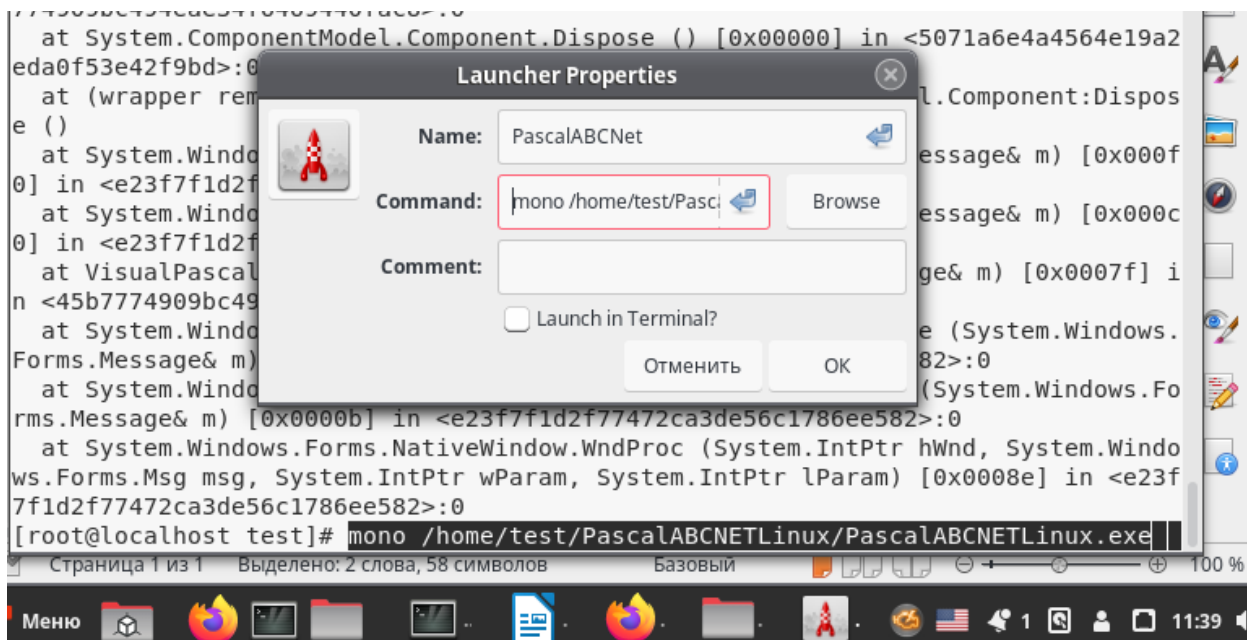 774909bc494eae34f6469446fac8>:0
at System.ComponentModel.Component.Dispose () [0x00000] in <5071a6e4a4564e19a2
eda0f53e42f9bd>:0
at (wrapper rem
l.Component:Dispos
e ()
at System.Windo
essage& m) [0x000f
0] in <e23f7f1d2f
at System.Windo
essage& m) [0x000c
0] in <e23f7f1d2f
at VisualPascal
ge& m) [0x0007f] i
n <45b7774909bc49
at System.Windo
e (System.Windows.
Forms.Message& m)
82>:0
at System.Windo
(System.Windows.Fo
rms.Message& m) [0x0000b] in <e23f7f1d2f77472ca3de56c1786ee582>:0
at System.Windows.Forms.NativeWindow.WndProc (System.IntPtr hWnd, System.Windo
ws.Forms.Msg msg, System.IntPtr wParam, System.IntPtr lParam) [0x0008e] in <e23f
7f1d2f77472ca3de56c1786ee582>:0
[root@localhost test]# mono /home/test/PascalABCNETLinux/PascalABCNETLinux.exe
Launcher Properties
Name: PascalABCNet
Command: mono /home/test/Pasca Browse
Comment:
Launch in Terminal?
Отменить OK
Страница 1 из 1 Выделено: 2 слова, 58 символов Базовый 100 %
Меню 1 11:39